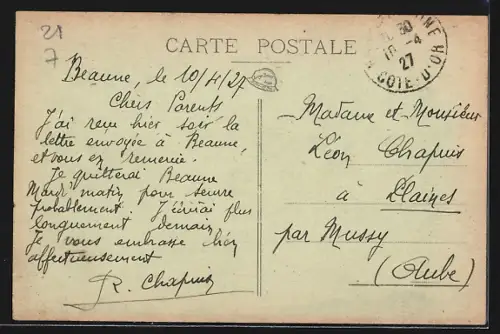 21
7
CARTE POSTALE
10-4
27
CÔTE-D'OR
Beaune, le 10/4/27
Chers Parents
J'ai reçu hier soir la
lettre envoyée à Beaune,
et vous en remercie.
Je quitterai Beaune
Mardi matin pour Seurre
probablement. J'écrirai plus
longuement demain
Je vous embrasse bien
affectueusement
R. Chapuis
Madame et Monsieur
Léon Chapuis
à Plaines
par Mussy
(Aube)